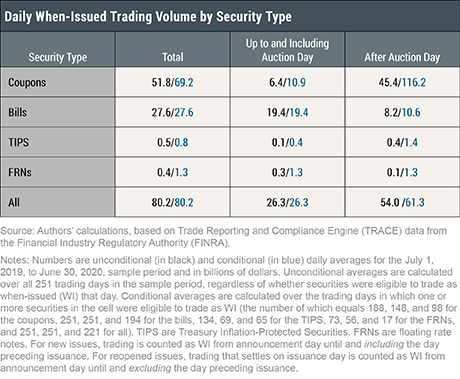 Daily When-Issued Trading Volume by Security Type
Security Type Total Up to and Including Auction Day After Auction Day
Coupons 51.8/69.2 6.4/10.9 45.4/116.2
Bills 27.6/27.6 19.4/19.4 8.2/10.6
TIPS 0.5/0.8 0.1/0.4 0.4/1.4
FRNs 0.4/1.3 0.3/1.3 0.1/1.3
All 80.2/80.2 26.3/26.3 54.0 /61.3
Source: Authors' calculations, based on Trade Reporting and Compliance Engine (TRACE) data from
the Financial Industry Regulatory Authority (FINRA).
Notes: Numbers are unconditional (in black) and conditional (in blue) daily averages for the July 1,
2019, to June 30, 2020, sample period and in billions of dollars. Unconditional averages are calculated
over all 251 trading days in the sample period, regardless of whether securities were eligible to trade as
when-issued (WI) that day. Conditional averages are calculated over the trading days in which one or
more securities in the cell were eligible to trade as WI (the number of which equals 188, 148, and 98 for
the coupons, 251, 251, and 194 for the bills, 134, 69, and 65 for the TIPS, 73, 56, and 17 for the FRNs,
and 251, 251, and 221 for all). TIPS are Treasury Inflation-Protected Securities. FRNs are floating rate
notes. For new issues, trading is counted as WI from announcement day until and including the day
preceding issuance. For reopened issues, trading that settles on issuance day is counted as WI from
announcement day until and excluding the day preceding issuance.